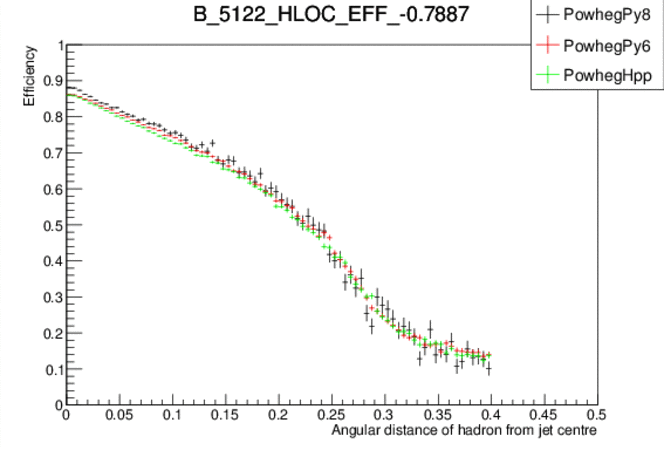 B_5122_HLOC_EFF_-0.7887
PowhegPy8
PowhegPy6
PowhegHpp
Efficiency
1
0.9
0.8
0.7
0.6
0.5
0.4
0.3
0.2
0.1
0
0 0.05 0.1 0.15 0.2 0.25 0.3 0.35 0.4 0.45 0.5
Angular distance of hadron from jet centre